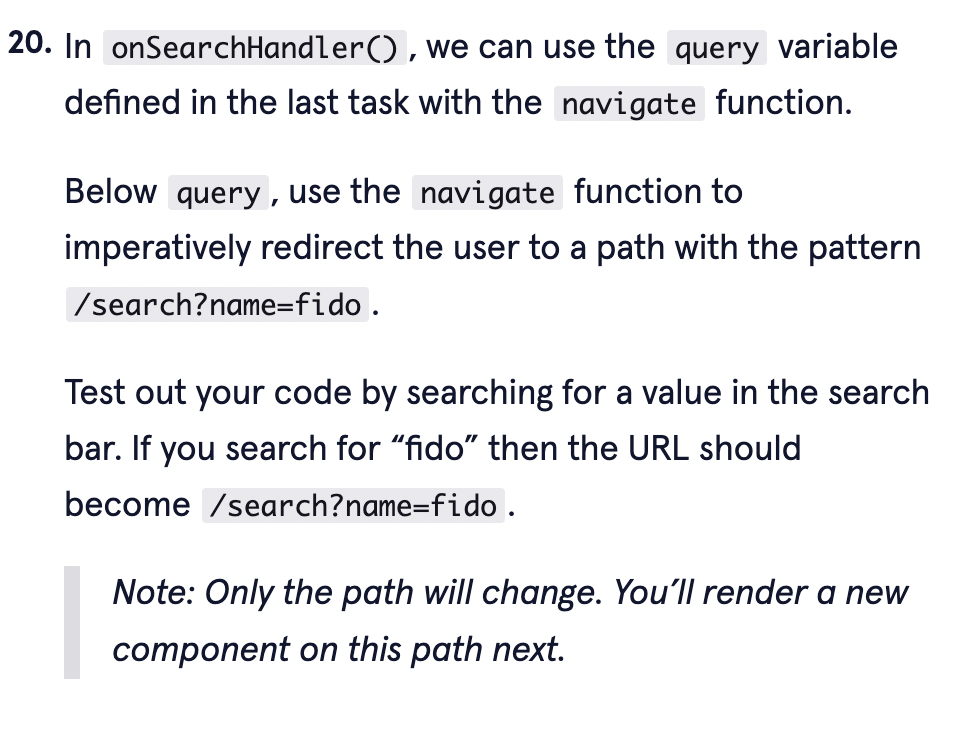 20. In onSearchHandler(), we can use the query variable
defined in the last task with the navigate function.
Below query, use the navigate function to
imperatively redirect the user to a path with the pattern
/search?name=fido.
Test out your code by searching for a value in the search
bar. If you search for “fido” then the URL should
become /search?name=fido.
Note: Only the path will change. You’ll render a new
component on this path next.